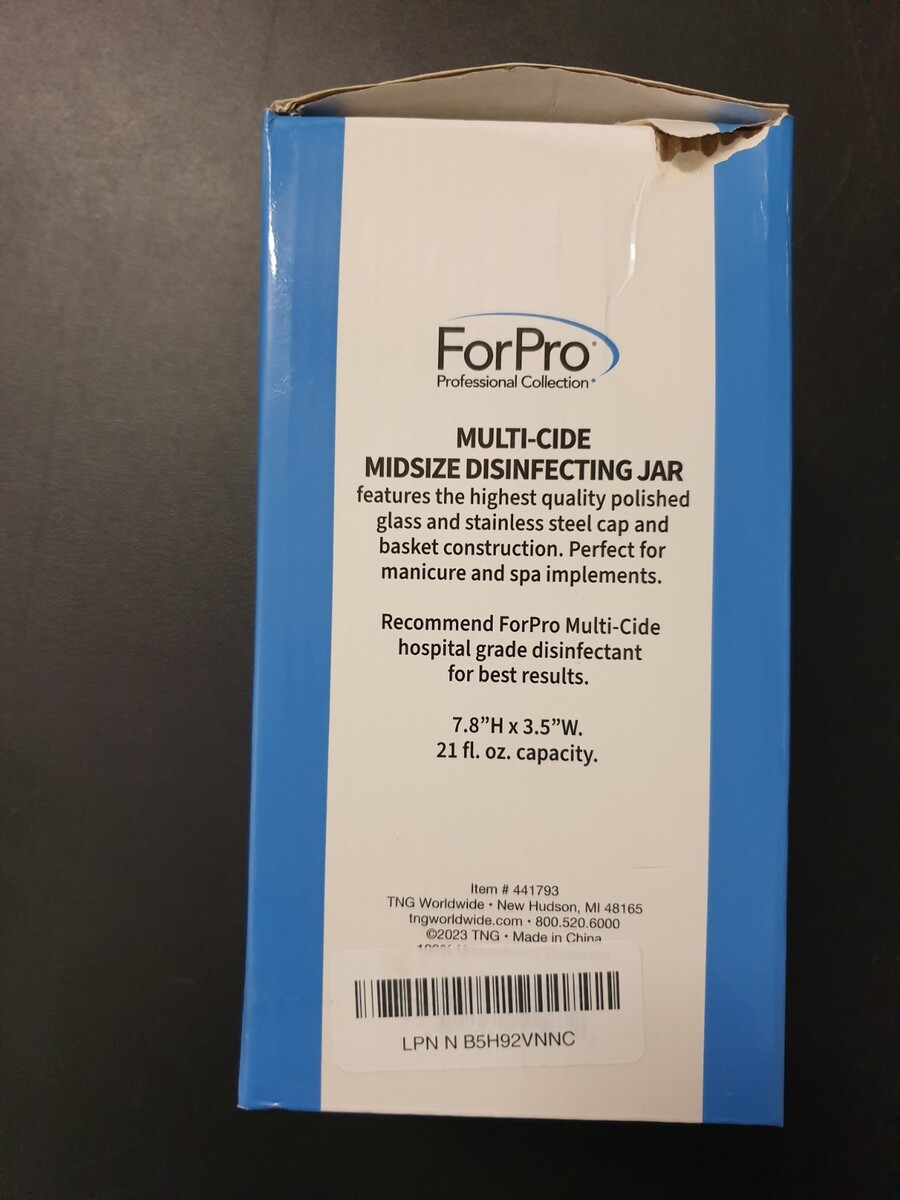 ForPro®
Professional Collection
MULTI-CIDE
MIDSIZE DISINFECTING JAR
features the highest quality polished
glass and stainless steel cap and
basket construction. Perfect for
manicure and spa implements.
Recommend ForPro Multi-Cide
hospital grade disinfectant
for best results.
7.8”H x 3.5”W.
21 fl. oz. capacity.
Item # 441793
TNG Worldwide • New Hudson, MI 48165
tngworldwide.com • 800.520.6000
©2023 TNG • Made in China
LPN N B5H92VNNC